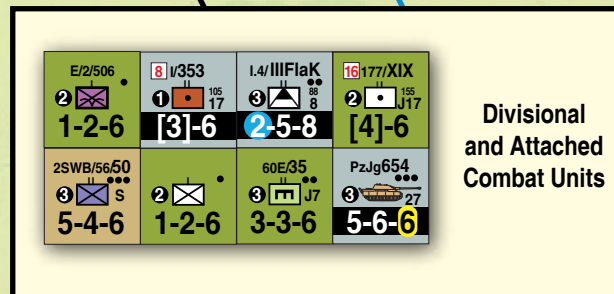 E/2/506
2
1-2-6
8 I/353
1 105
17
[3]-6
I.4/IIIFlaK
3 88
8
2-5-8
16 177/XIX
2 155
J17
[4]-6
2SWB/56/50
3 S
5-4-6
2
1-2-6
60E/35
3 J7
3-3-6
PzJg654
3 27
5-6-6
Divisional
and Attached
Combat Units